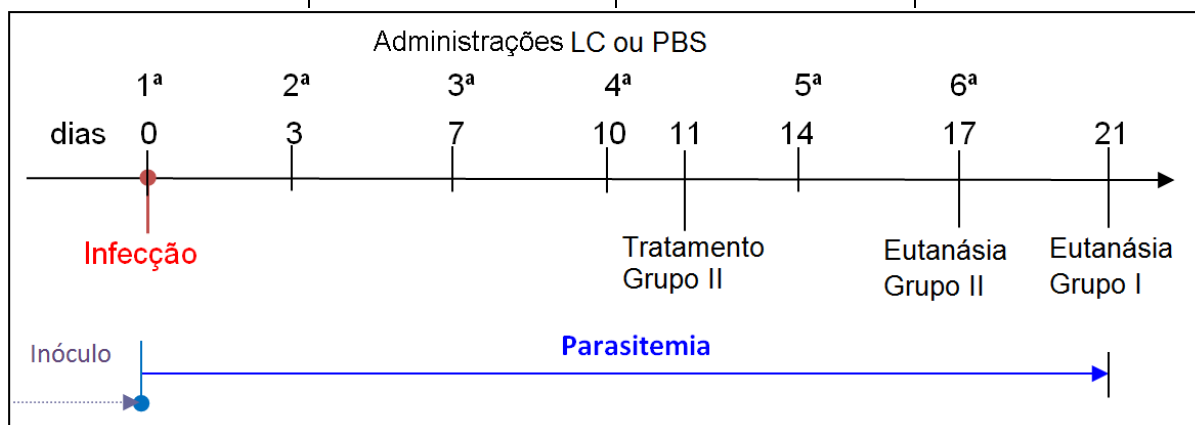 Administrações LC ou PBS
1ª 2ª 3ª 4ª 5ª 6ª
dias 0 3 7 10 11 14 17 21
Infecção
Tratamento
Grupo II
Eutanásia
Grupo II
Eutanásia
Grupo I
Inóculo
Parasitemia